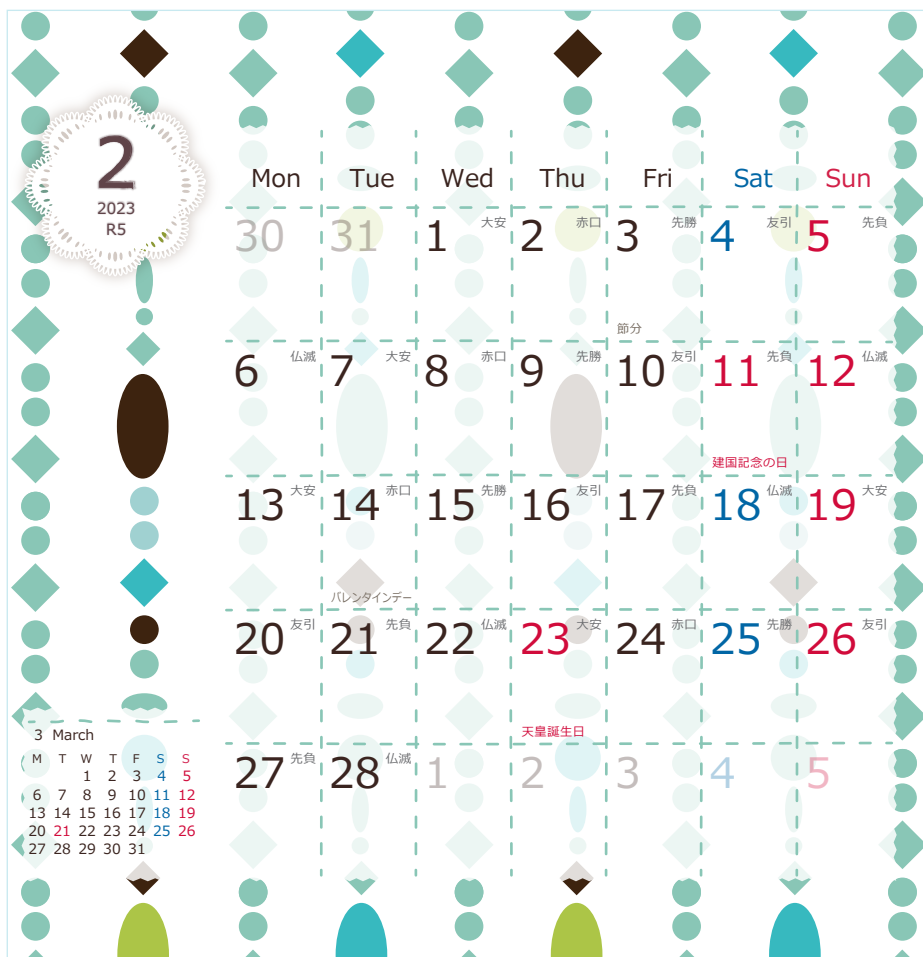 2
2023
R5
Mon Tue Wed Thu Fri Sat Sun
30 31 1 大安 2 赤口 3 先勝 4 友引 5 先負
節分
6 仏滅 7 大安 8 赤口 9 先勝 10 友引 11 先負 12 仏滅
建国記念の日
13 大安 14 赤口 15 先勝 16 友引 17 先負 18 仏滅 19 大安
バレンタインデー
20 友引 21 先負 22 仏滅 23 大安 24 赤口 25 先勝 26 友引
天皇誕生日
27 先負 28 仏滅 1 2 3 4 5
3 March
M T W T F S S
1 2 3 4 5
6 7 8 9 10 11 12
13 14 15 16 17 18 19
20 21 22 23 24 25 26
27 28 29 30 31